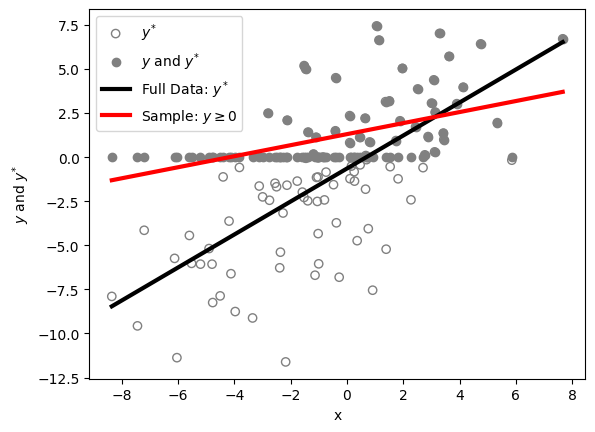 y*
y and y*
Full Data: y*
Sample: y ≥ 0
y and y*
7.5
5.0
2.5
0.0
−2.5
−5.0
−7.5
−10.0
−12.5
−8 −6 −4 −2 0 2 4 6 8
x